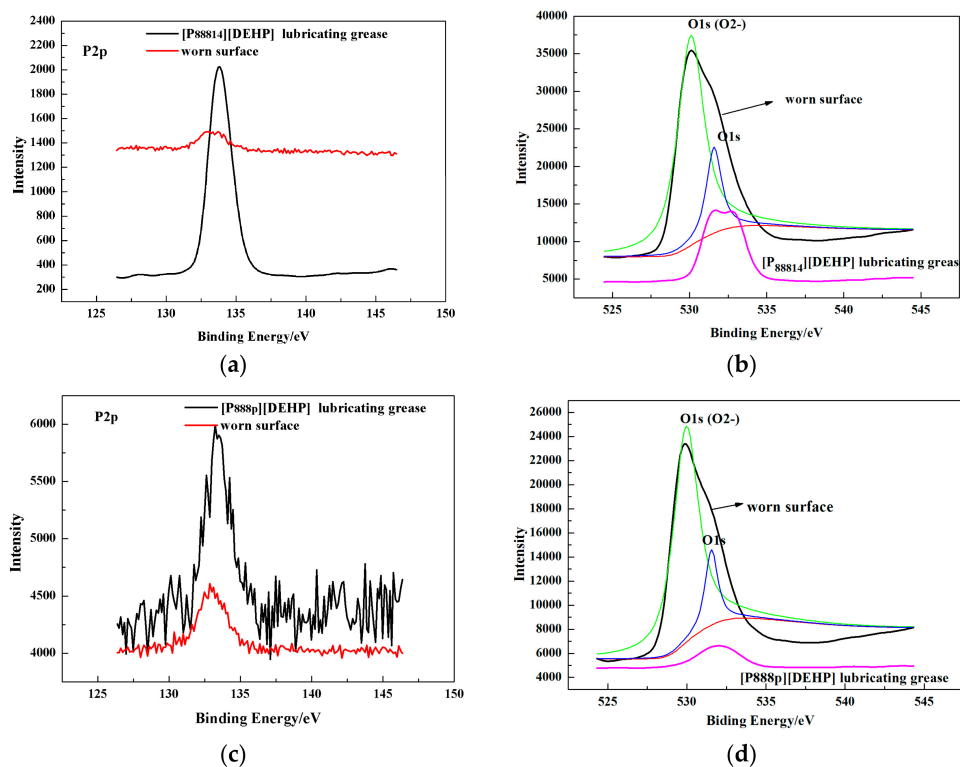 P2p
[P88814][DEHP] lubricating grease
worn surface
2400
2200
2000
1800
1600
1400
1200
1000
800
600
400
200
Intensity
125 130 135 140 145 150
Binding Energy/eV
(a)
O1s (O2-)
worn surface
O1s
[P88814][DEHP] lubricating greas
40000
35000
30000
25000
20000
15000
10000
5000
Intensity
525 530 535 540 545
Binding Energy/eV
(b)
P2p
[P888p][DEHP] lubricating grease
worn surface
6000
5500
5000
4500
4000
Intensity
125 130 135 140 145 150
Binding Energy/eV
(c)
O1s (O2-)
worn surface
O1s
[P888p][DEHP] lubricating grease
26000
24000
22000
20000
18000
16000
14000
12000
10000
8000
6000
4000
Intensity
525 530 535 540 545
Biding Energy/eV
(d)